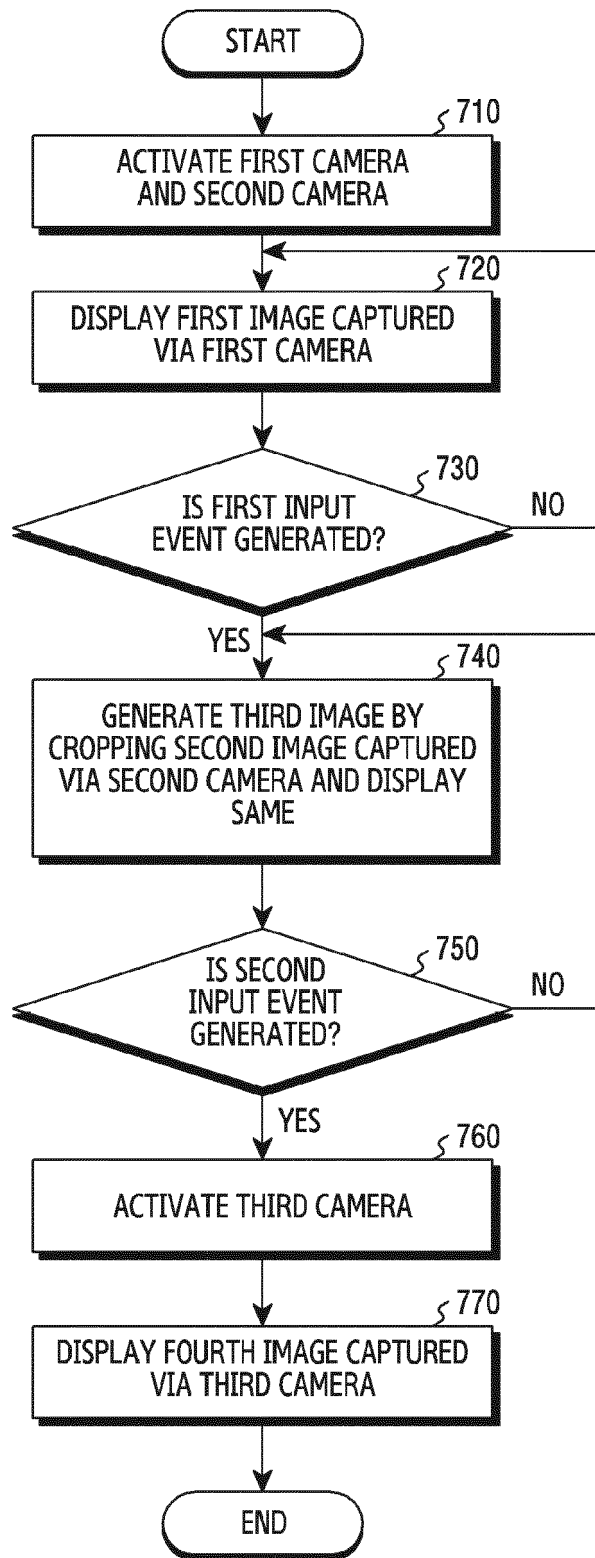 START
710
ACTIVATE FIRST CAMERA
AND SECOND CAMERA
720
DISPLAY FIRST IMAGE CAPTURED
VIA FIRST CAMERA
730
IS FIRST INPUT
EVENT GENERATED?
NO
YES
740
GENERATE THIRD IMAGE BY
CROPPING SECOND IMAGE CAPTURED
VIA SECOND CAMERA AND DISPLAY
SAME
750
IS SECOND
INPUT EVENT
GENERATED?
NO
YES
760
ACTIVATE THIRD CAMERA
770
DISPLAY FOURTH IMAGE CAPTURED
VIA THIRD CAMERA
END